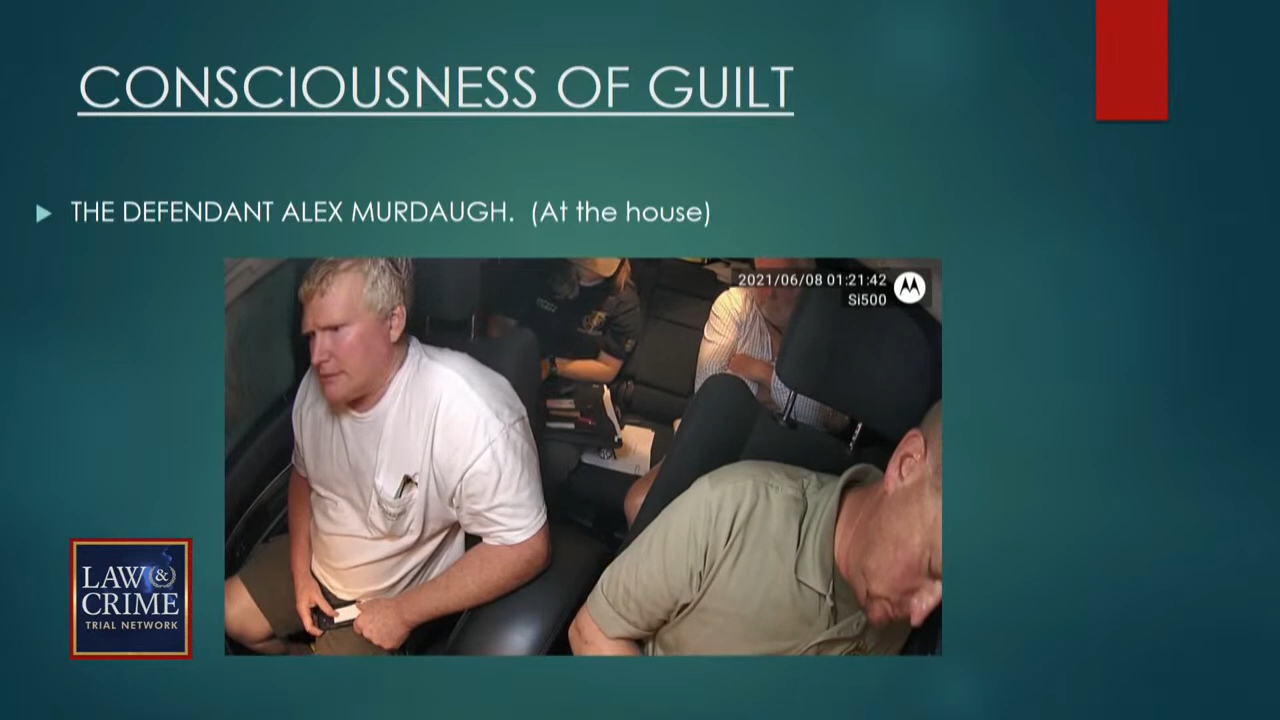 CONSCIOUSNESS OF GUILT
THE DEFENDANT ALEX MURDAUGH. (At the house)
2021/06/08 01:21:42
Si500
LAW &
CRIME
TRIAL NETWORK